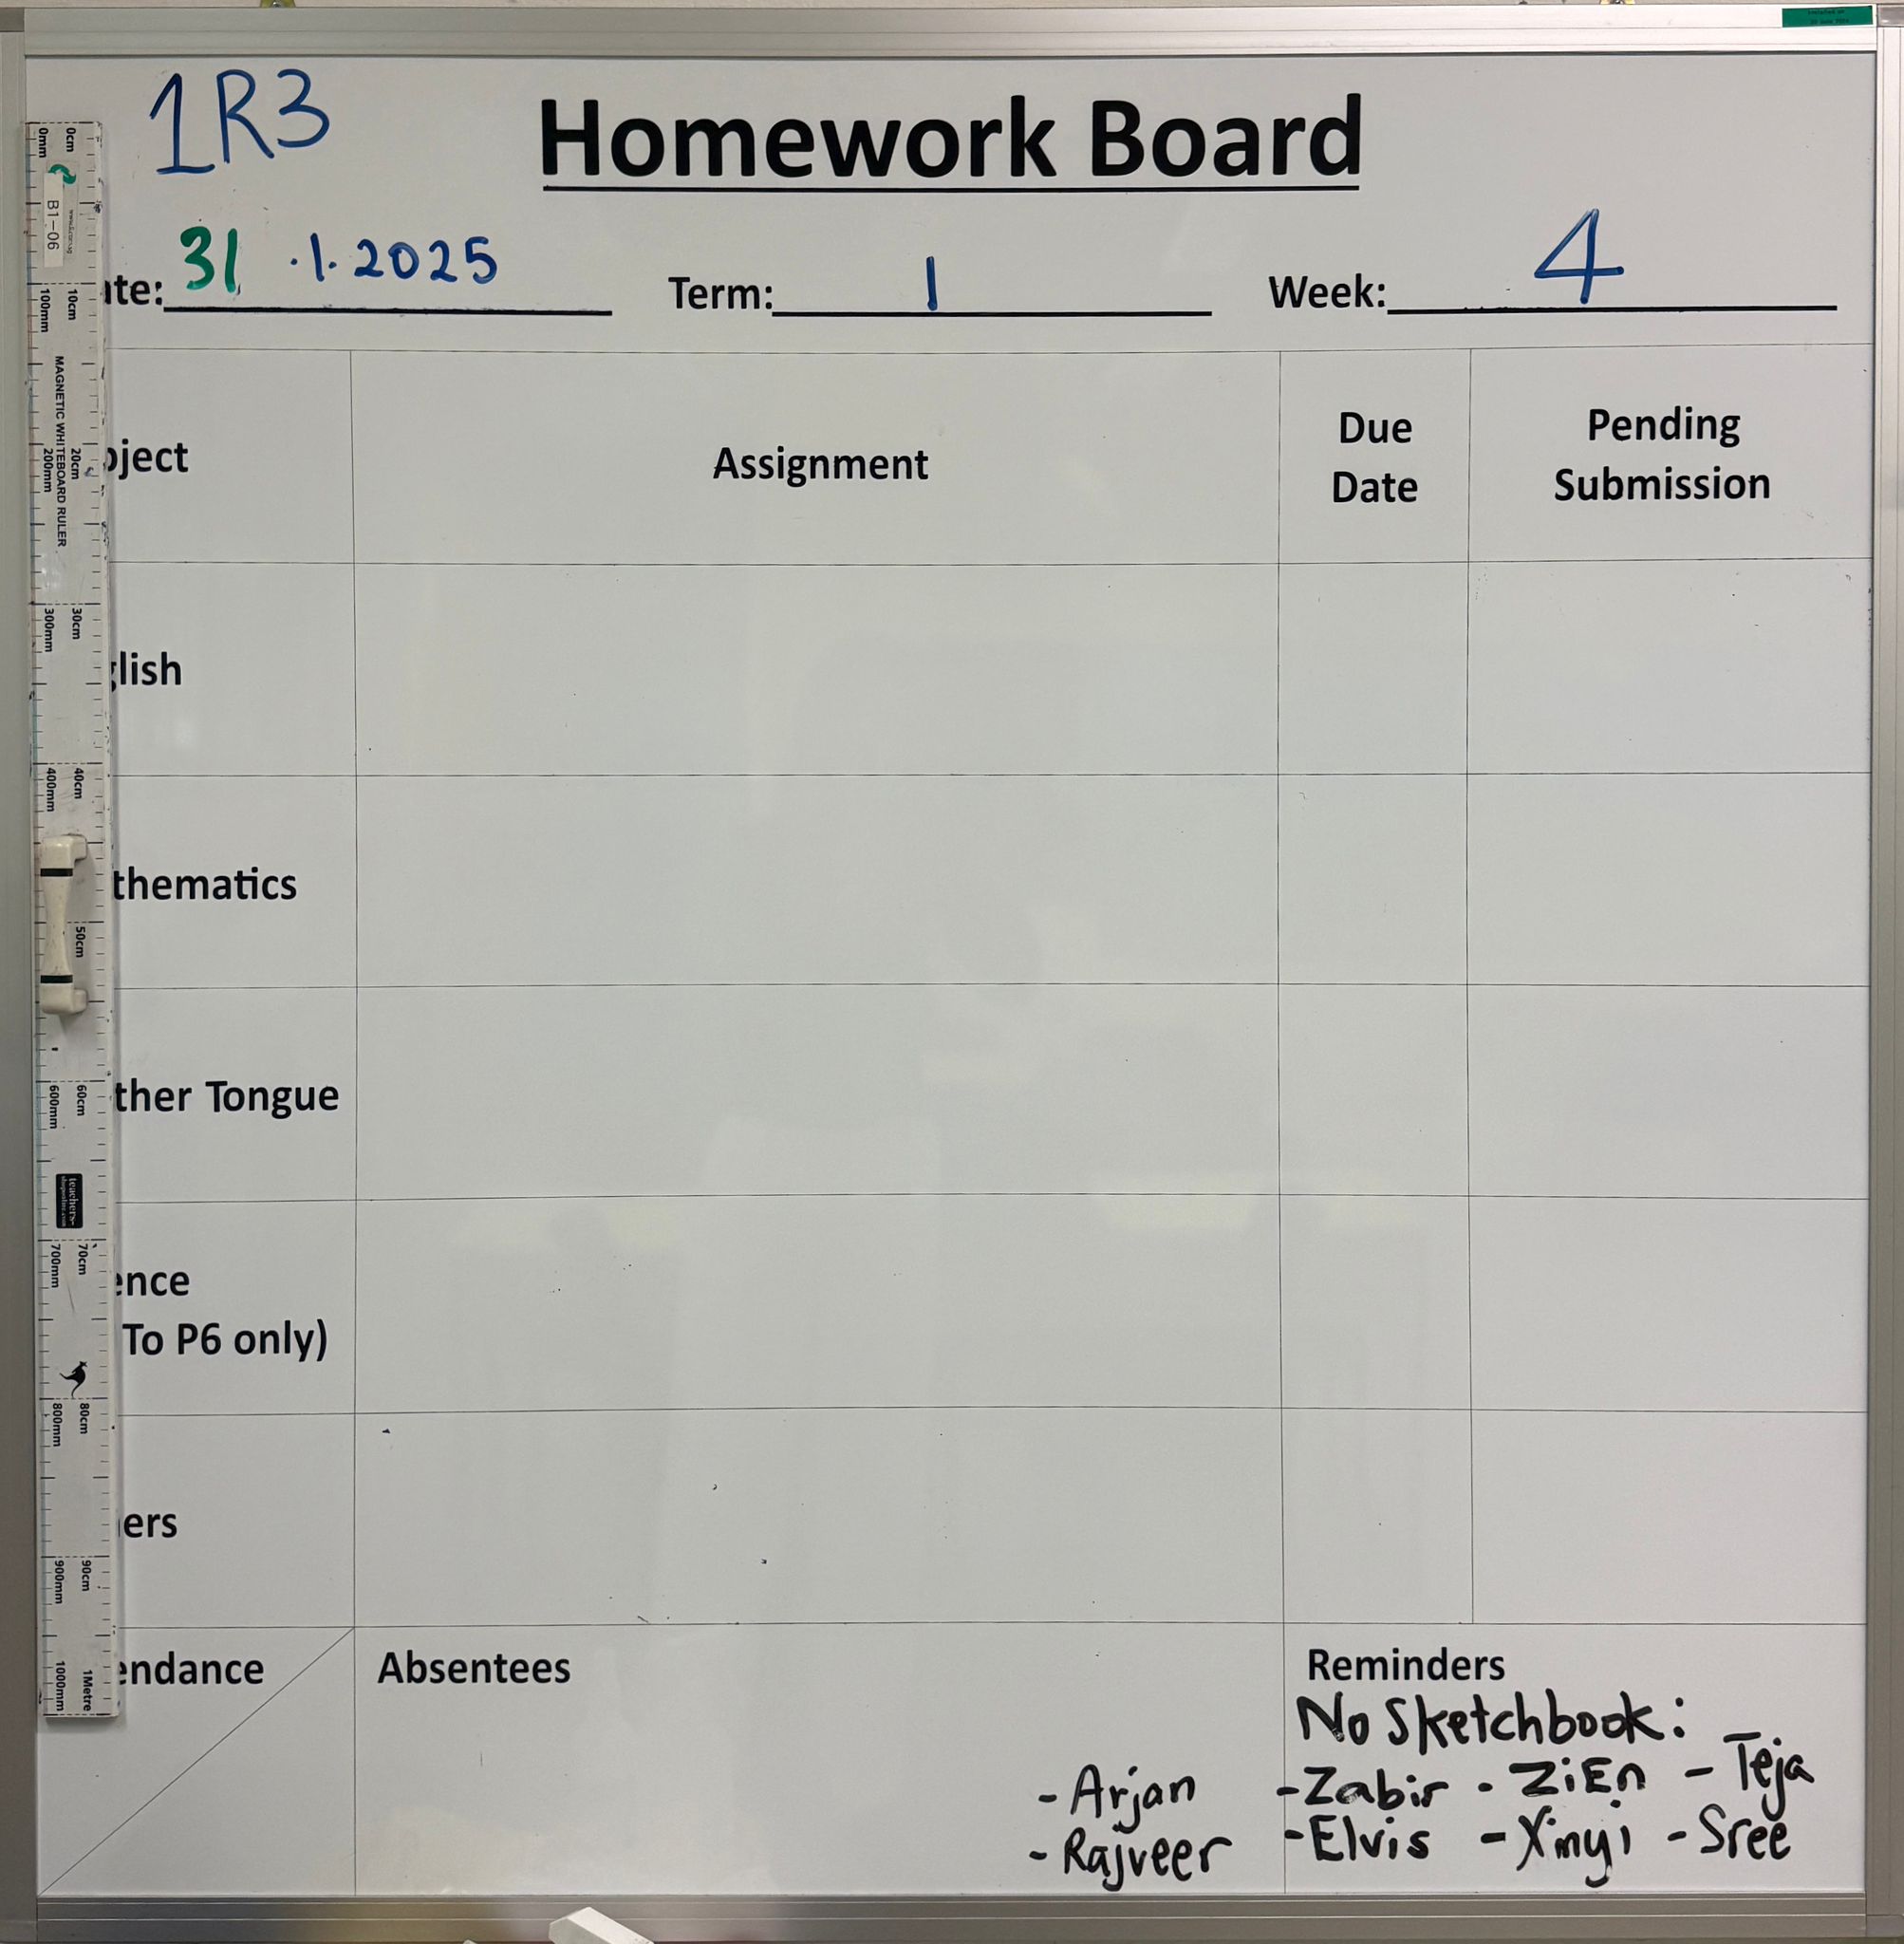 1R3
Homework Board
te: 31 .1.2025 Term: 1 Week: 4
ject Assignment Due Date Pending Submission
glish
thematics
ther Tongue
ence
To P6 only)
ers
endance Absentees Reminders
No Sketchbook:
- Arjan - Zabir - ZiEn - Teja
- Rajveer - Elvis - Xinyi - Sree
0cm 10cm 20cm 30cm 40cm 50cm 60cm 70cm 80cm 90cm 1Metre
0mm 100mm 200mm 300mm 400mm 600mm 700mm 800mm 900mm 1000mm
B1-06
MAGNETIC WHITEBOARD RULER
teachers-